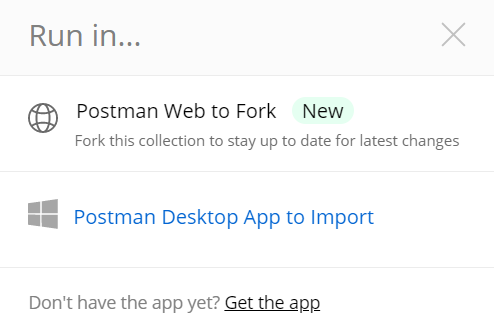 Run in...
Postman Web to Fork New
Fork this collection to stay up to date for latest changes
Postman Desktop App to Import
Don't have the app yet? Get the app